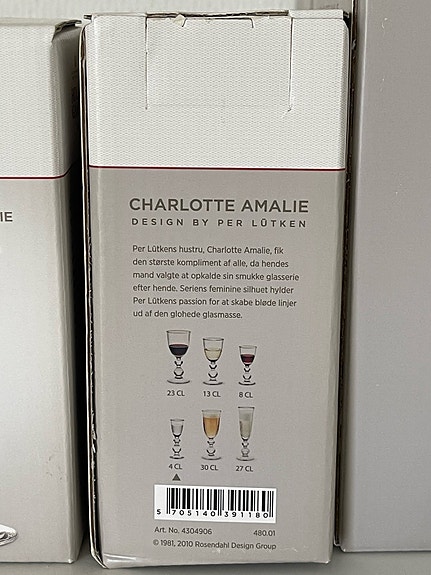 IE
CHARLOTTE AMALIE
DESIGN BY PER LÜTKEN
Per Lütkens hustru, Charlotte Amalie, fik
den største kompliment af alle, da hendes
mand valgte at opkalde sin smukke glasserie
efter hende. Seriens feminine silhuet hylder
Per Lütkens passion for at skabe bløde linjer
ud af den glohede glasmasse.
23 CL 13 CL 8 CL
4 CL 30 CL 27 CL
5 705140 391180
Art. No. 4304906 480.01
© 1981, 2010 Rosendahl Design Group